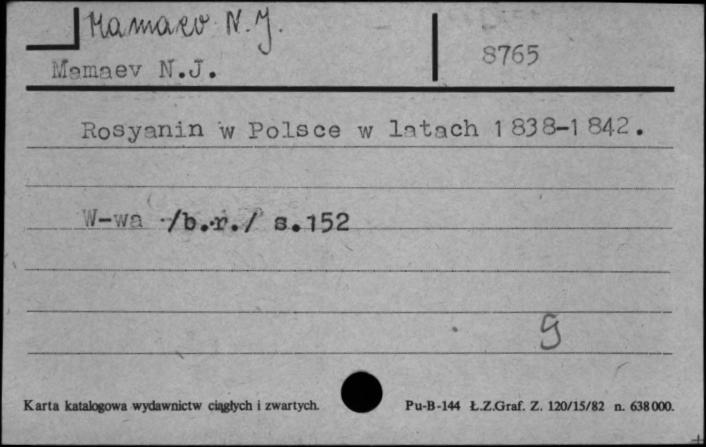 Mamaev N.J.
8765
Mamaev N.J.
Rosyanin w Polsce w latach 1838-1842.
W-wa /b.r./ s.152
9
Karta katalogowa wydawnictw ciągłych i zwartych.
Pu-B-144 Ł.Z.Graf. Z. 120/15/82 n. 638000.